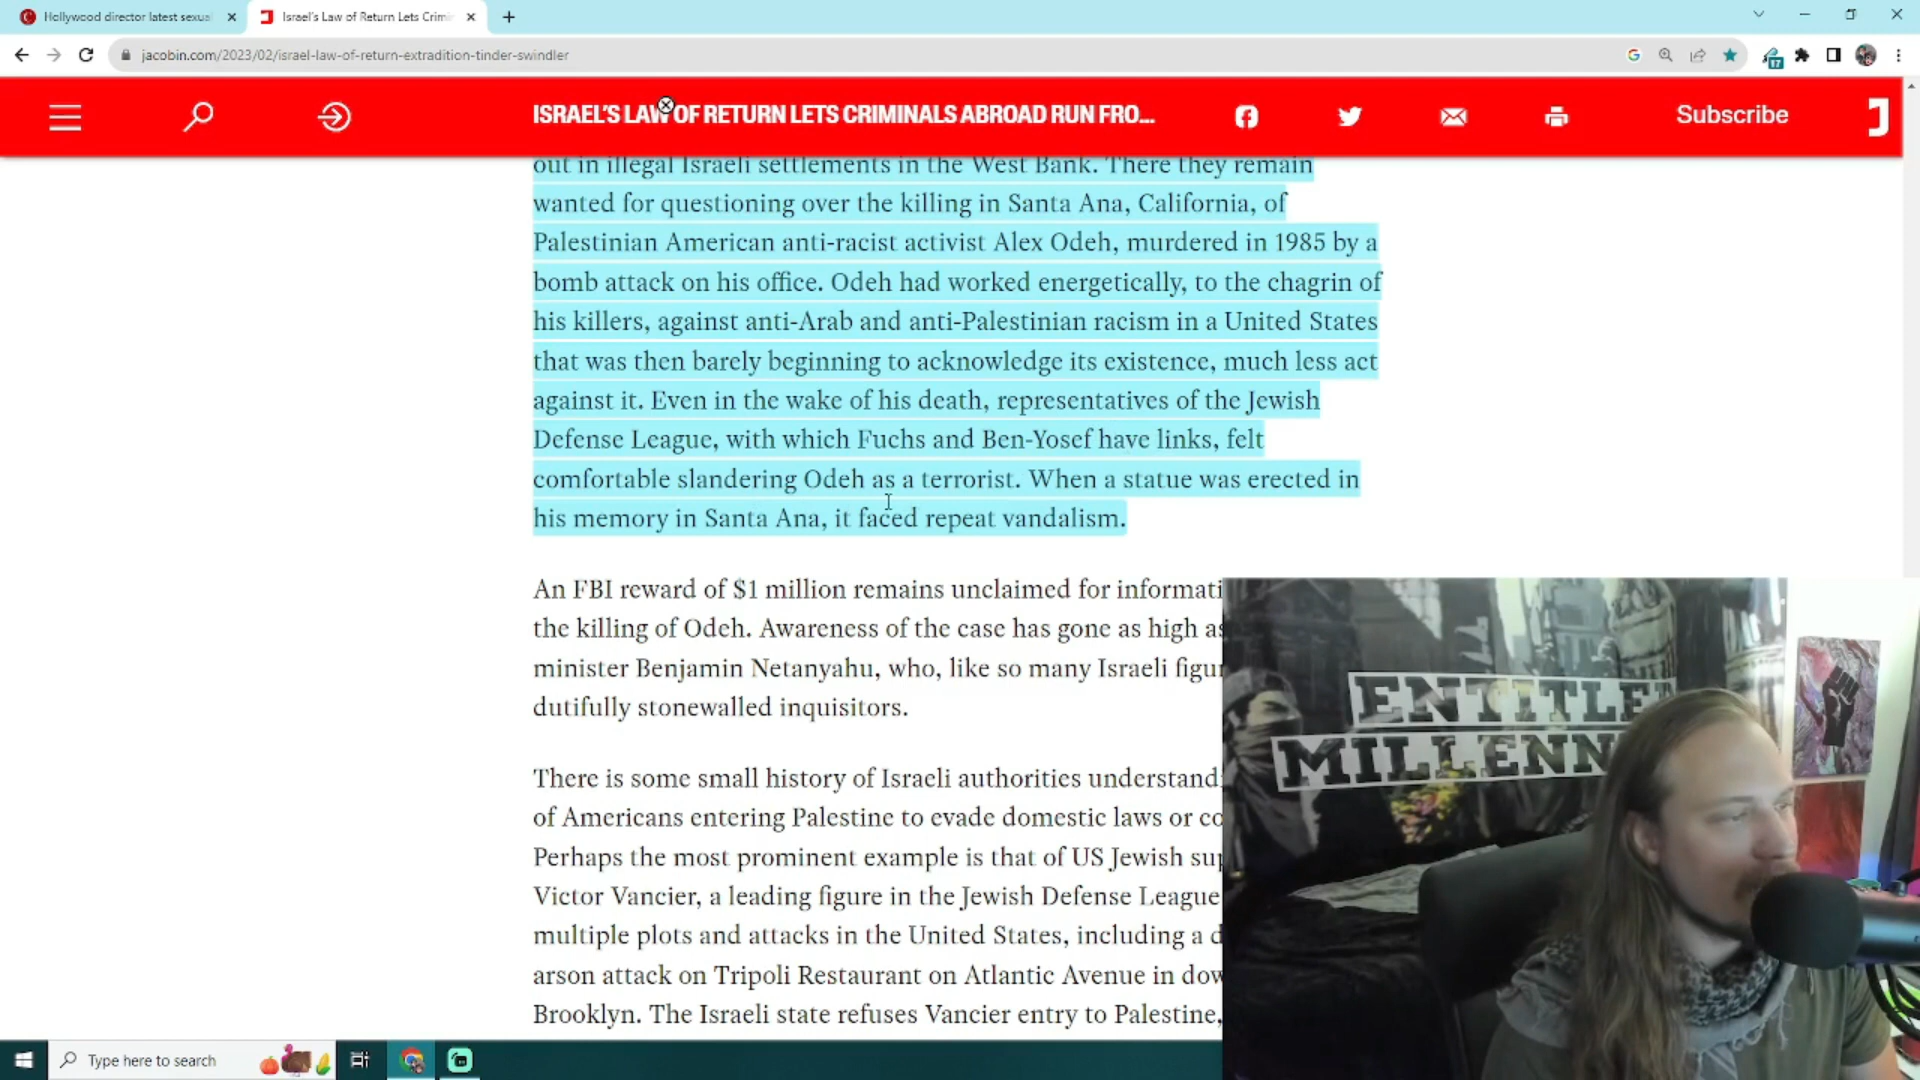 Hollywood director latest sexua
Israel's Law of Return Lets Crimi
jacobin.com/2023/02/israel-law-of-return-extradition-tinder-swindler
17
ISRAEL'S LAW OF RETURN LETS CRIMINALS ABROAD RUN FRO...
Subscribe
out in illegal Israeli settlements in the West Bank. There they remain
wanted for questioning over the killing in Santa Ana, California, of
Palestinian American anti-racist activist Alex Odeh, murdered in 1985 by a
bomb attack on his office. Odeh had worked energetically, to the chagrin of
his killers, against anti-Arab and anti-Palestinian racism in a United States
that was then barely beginning to acknowledge its existence, much less act
against it. Even in the wake of his death, representatives of the Jewish
Defense League, with which Fuchs and Ben-Yosef have links, felt
comfortable slandering Odeh as a terrorist. When a statue was erected in
his memory in Santa Ana, it faced repeat vandalism.
An FBI reward of $1 million remains unclaimed for informati
the killing of Odeh. Awareness of the case has gone as high as
minister Benjamin Netanyahu, who, like so many Israeli figu
dutifully stonewalled inquisitors.
There is some small history of Israeli authorities understand
of Americans entering Palestine to evade domestic laws or co
Perhaps the most prominent example is that of US Jewish su
Victor Vancier, a leading figure in the Jewish Defense League
multiple plots and attacks in the United States, including a d
arson attack on Tripoli Restaurant on Atlantic Avenue in dow
Brooklyn. The Israeli state refuses Vancier entry to Palestine,
ENTITLE
MILLENN
Type here to search